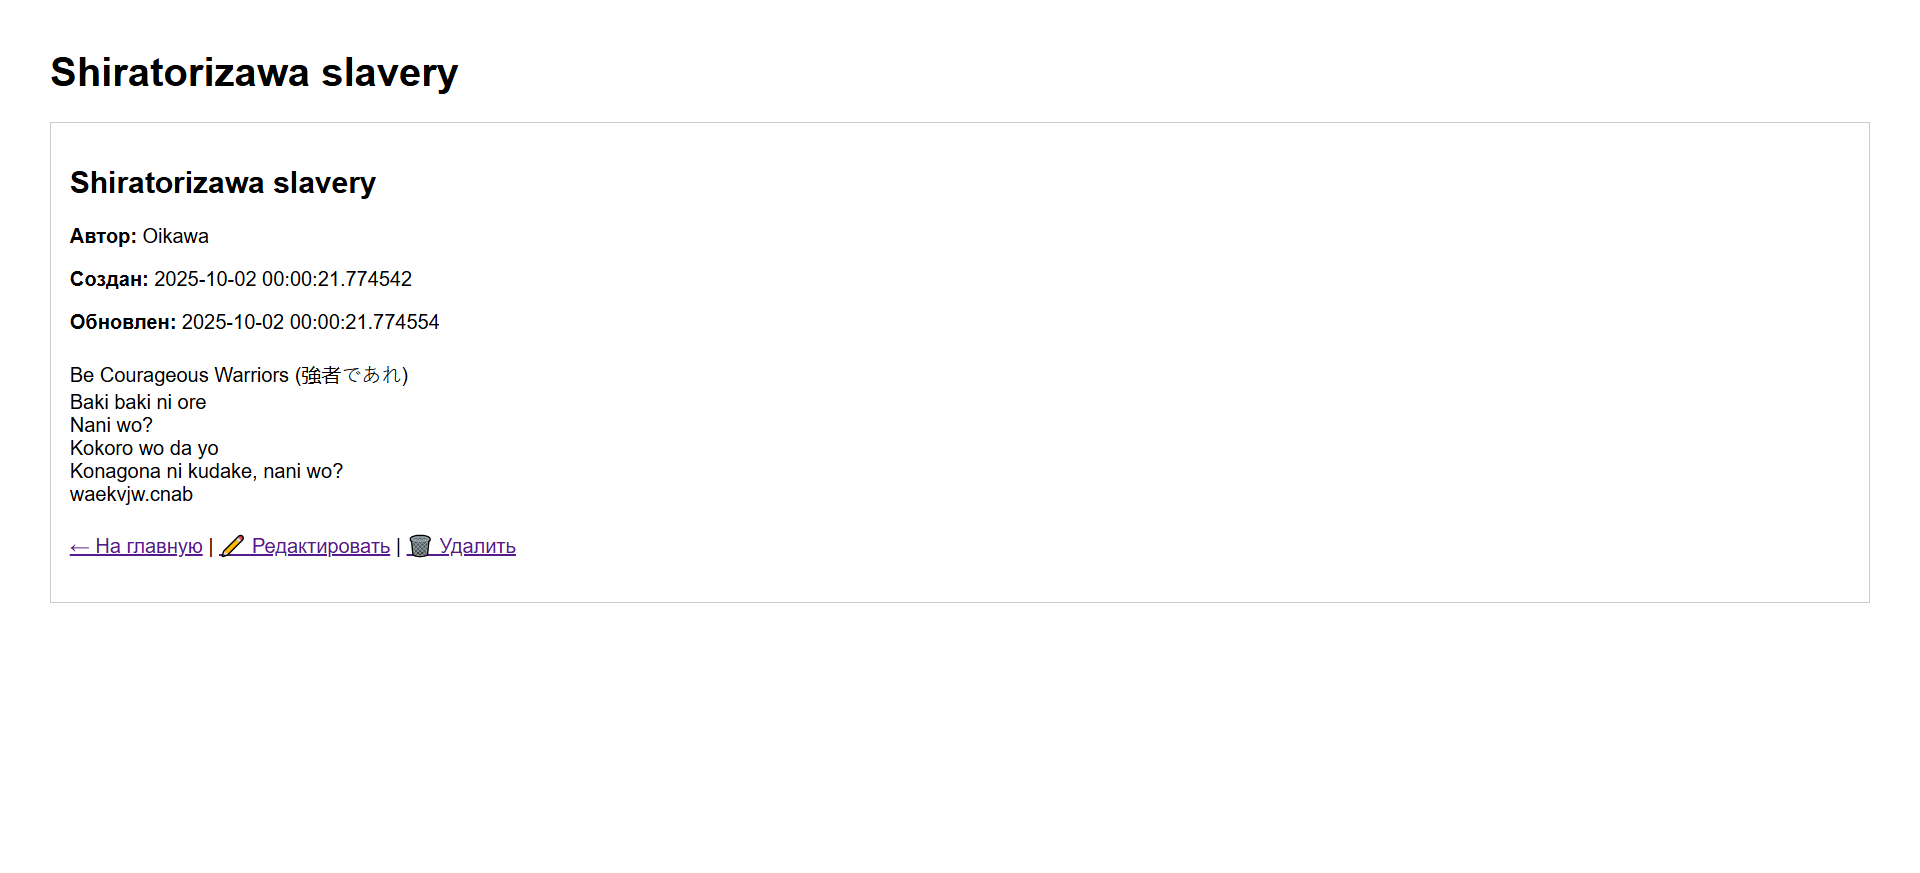 Shiratorizawa slavery
Shiratorizawa slavery
Автор: Oikawa
Создан: 2025-10-02 00:00:21.774542
Обновлен: 2025-10-02 00:00:21.774554
Be Courageous Warriors (強者であれ)
Baki baki ni ore
Nani wo?
Kokoro wo da yo
Konagona ni kudake, nani wo?
waekvjw.cnab
← На главную | ✏️ Редактировать | 🗑️ Удалить